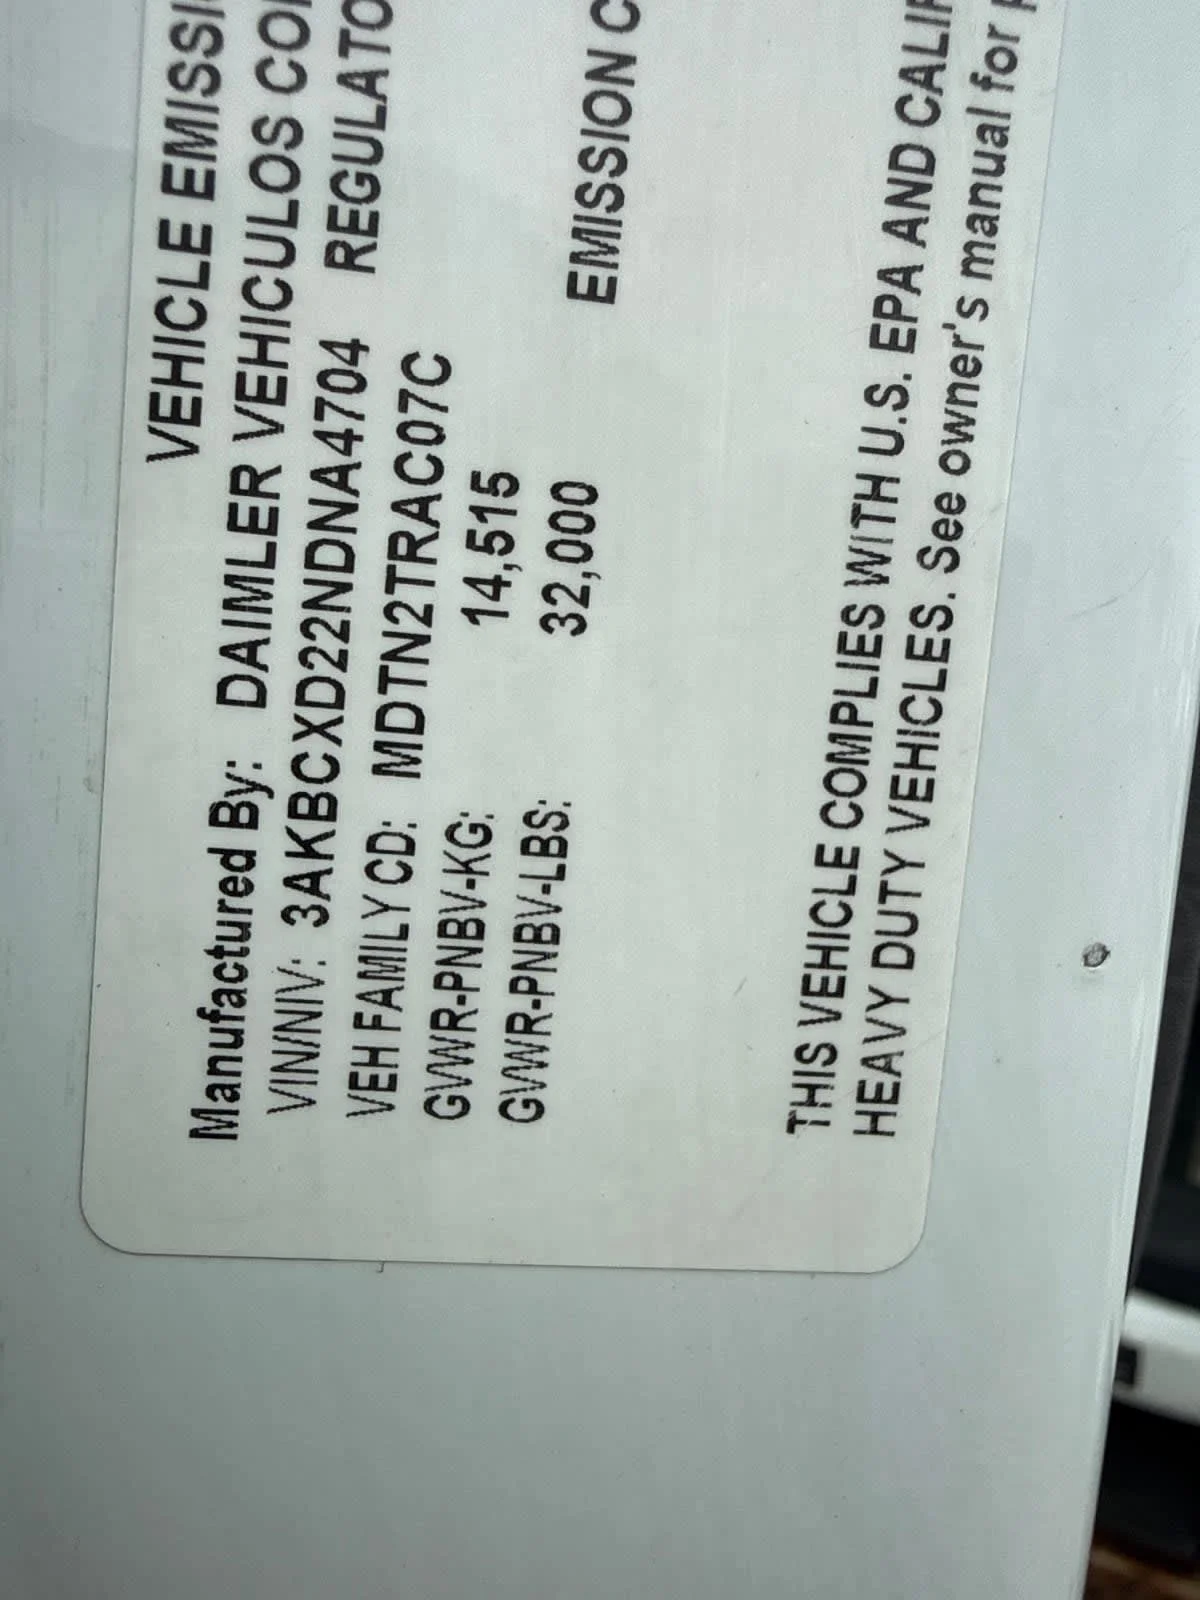 VEHICLE EMISSI
Manufactured By: DAIMLER VEHICULOS CO
VIN/NIV: 3AKBCXD22NDNA4704 REGULATO
VEH FAMILY CD: MDTN2TRAC07C
GVWR-PNBV-KG: 14,515
GVWR-PNBV-LBS: 32,000
EMISSION C
THIS VEHICLE COMPLIES WITH U.S. EPA AND CALIF
HEAVY DUTY VEHICLES. See owner's manual for